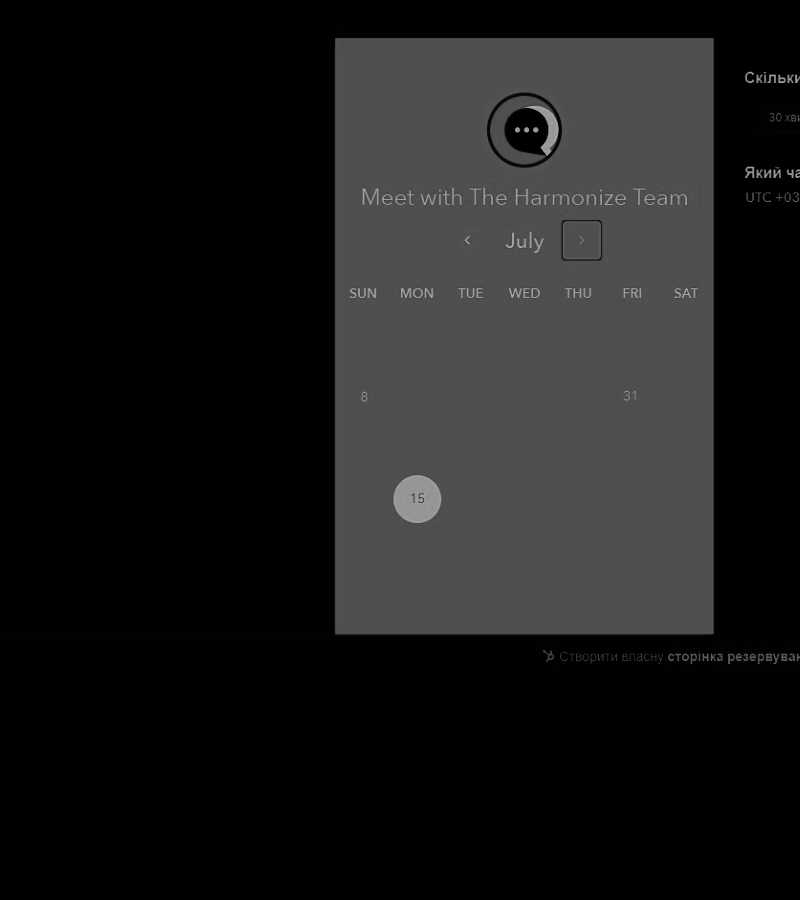 Скільки
30 хви
Meet with The Harmonize Team
Який ча
UTC +03
July
SUN MON TUE WED THU FRI SAT
8 31
15
Створити власну сторінка резервуван